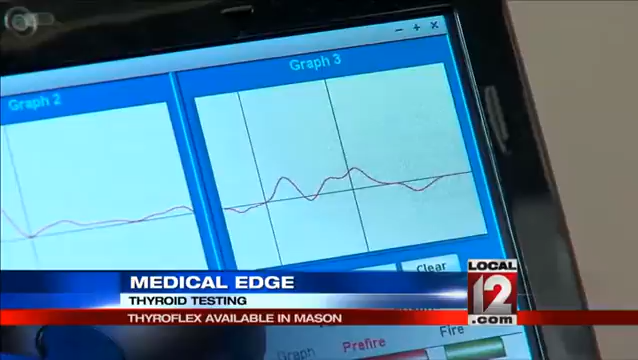 Graph 2
Graph 3
Clear
MEDICAL EDGE
THYROID TESTING
THYROFLEX AVAILABLE IN MASON
LOCAL
12
.com
Graph
Prefire
Fire